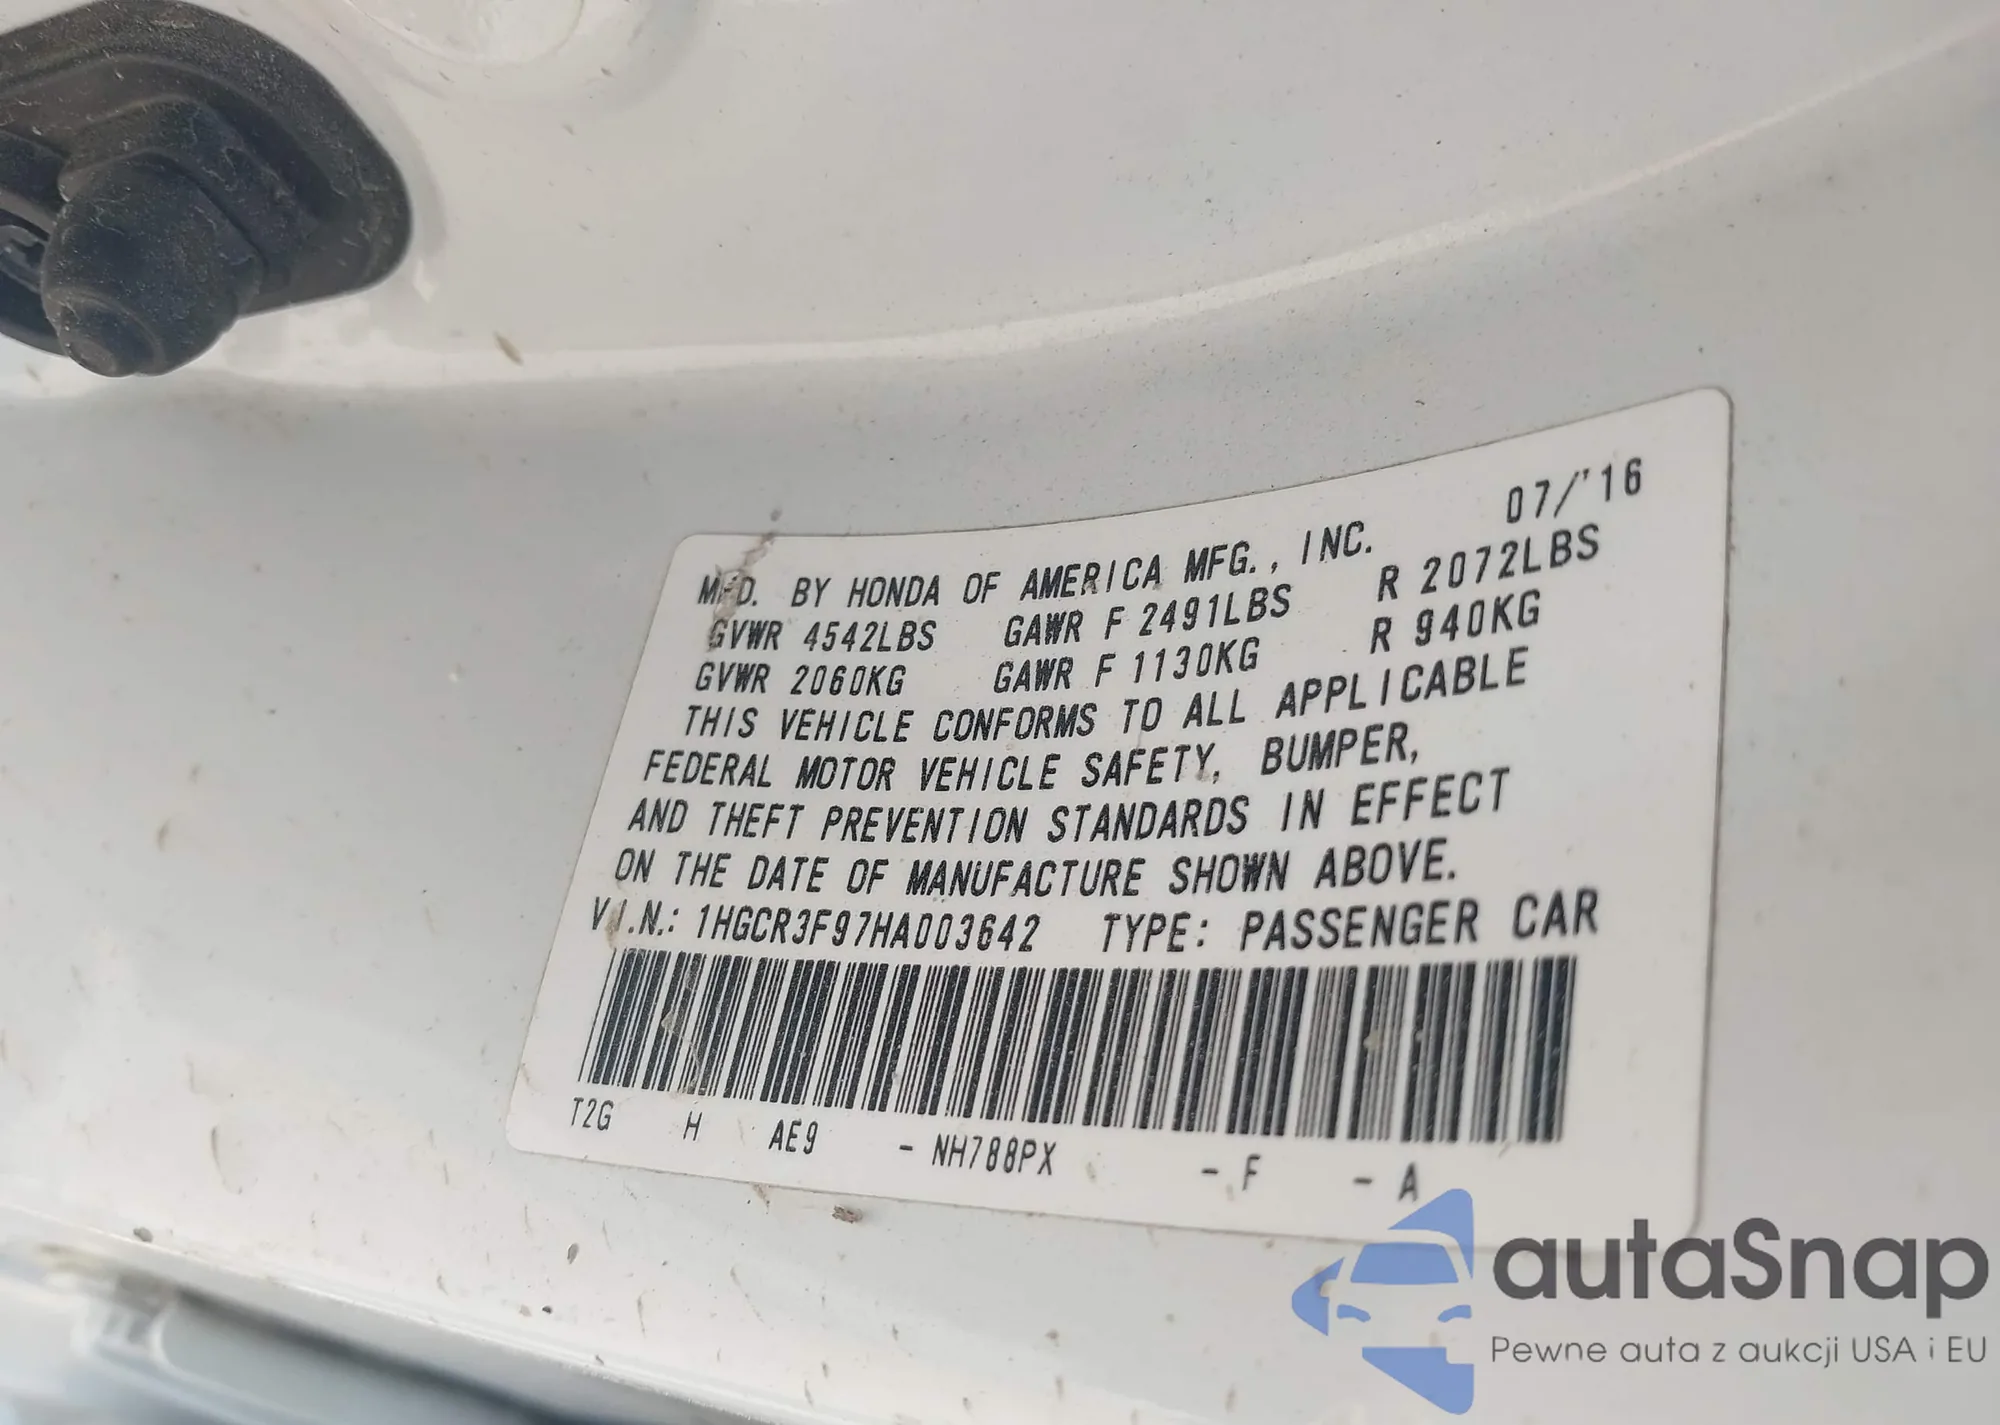 07/'16
MFD. BY HONDA OF AMERICA MFG., INC.
GVWR 4542LBS GAWR F 2491LBS R 2072LBS
GVWR 2060KG GAWR F 1130KG R 940KG
THIS VEHICLE CONFORMS TO ALL APPLICABLE
FEDERAL MOTOR VEHICLE SAFETY, BUMPER,
AND THEFT PREVENTION STANDARDS IN EFFECT
ON THE DATE OF MANUFACTURE SHOWN ABOVE.
V.I.N.: 1HGCR3F97HA003642 TYPE: PASSENGER CAR
T2G H AE9 - NH788PX - F - A
autaSnap
Pewne auta z aukcji USA i EU